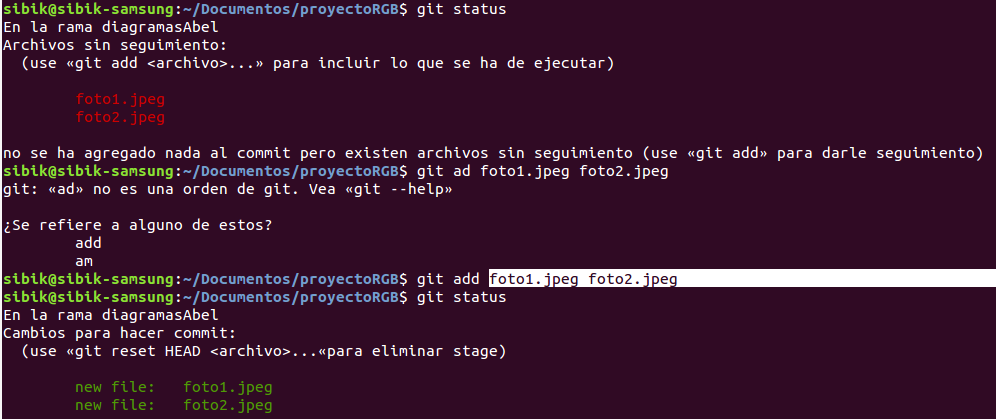 sibik@sibik-samsung:~/Documentos/proyectoRGB$ git status
En la rama diagramasAbel
Archivos sin seguimiento:
  (use «git add <archivo>...» para incluir lo que se ha de ejecutar)
        foto1.jpeg
        foto2.jpeg
no se ha agregado nada al commit pero existen archivos sin seguimiento (use «git add» para darle seguimiento)
sibik@sibik-samsung:~/Documentos/proyectoRGB$ git ad foto1.jpeg foto2.jpeg
git: «ad» no es una orden de git. Vea «git --help»
¿Se refiere a alguno de estos?
        add
        am
sibik@sibik-samsung:~/Documentos/proyectoRGB$ git add foto1.jpeg foto2.jpeg
sibik@sibik-samsung:~/Documentos/proyectoRGB$ git status
En la rama diagramasAbel
Cambios para hacer commit:
  (use «git reset HEAD <archivo>...«para eliminar stage)
        new file:   foto1.jpeg
        new file:   foto2.jpeg